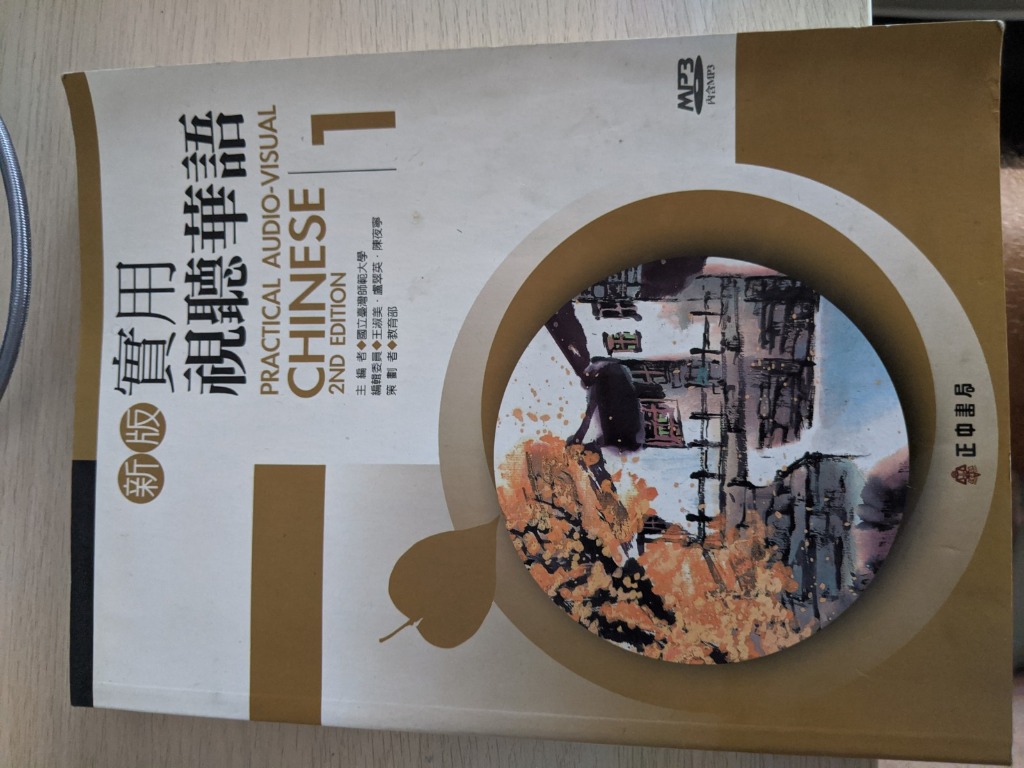 新版
實用
視聽華語
PRACTICAL AUDIO-VISUAL
CHINESE 1
2ND EDITION
主編者◆國立臺灣師範大學
編輯委員◆王淑美・盧翠英・陳夜寧
策劃者◆教育部
MP3
內含MP3
正中書局